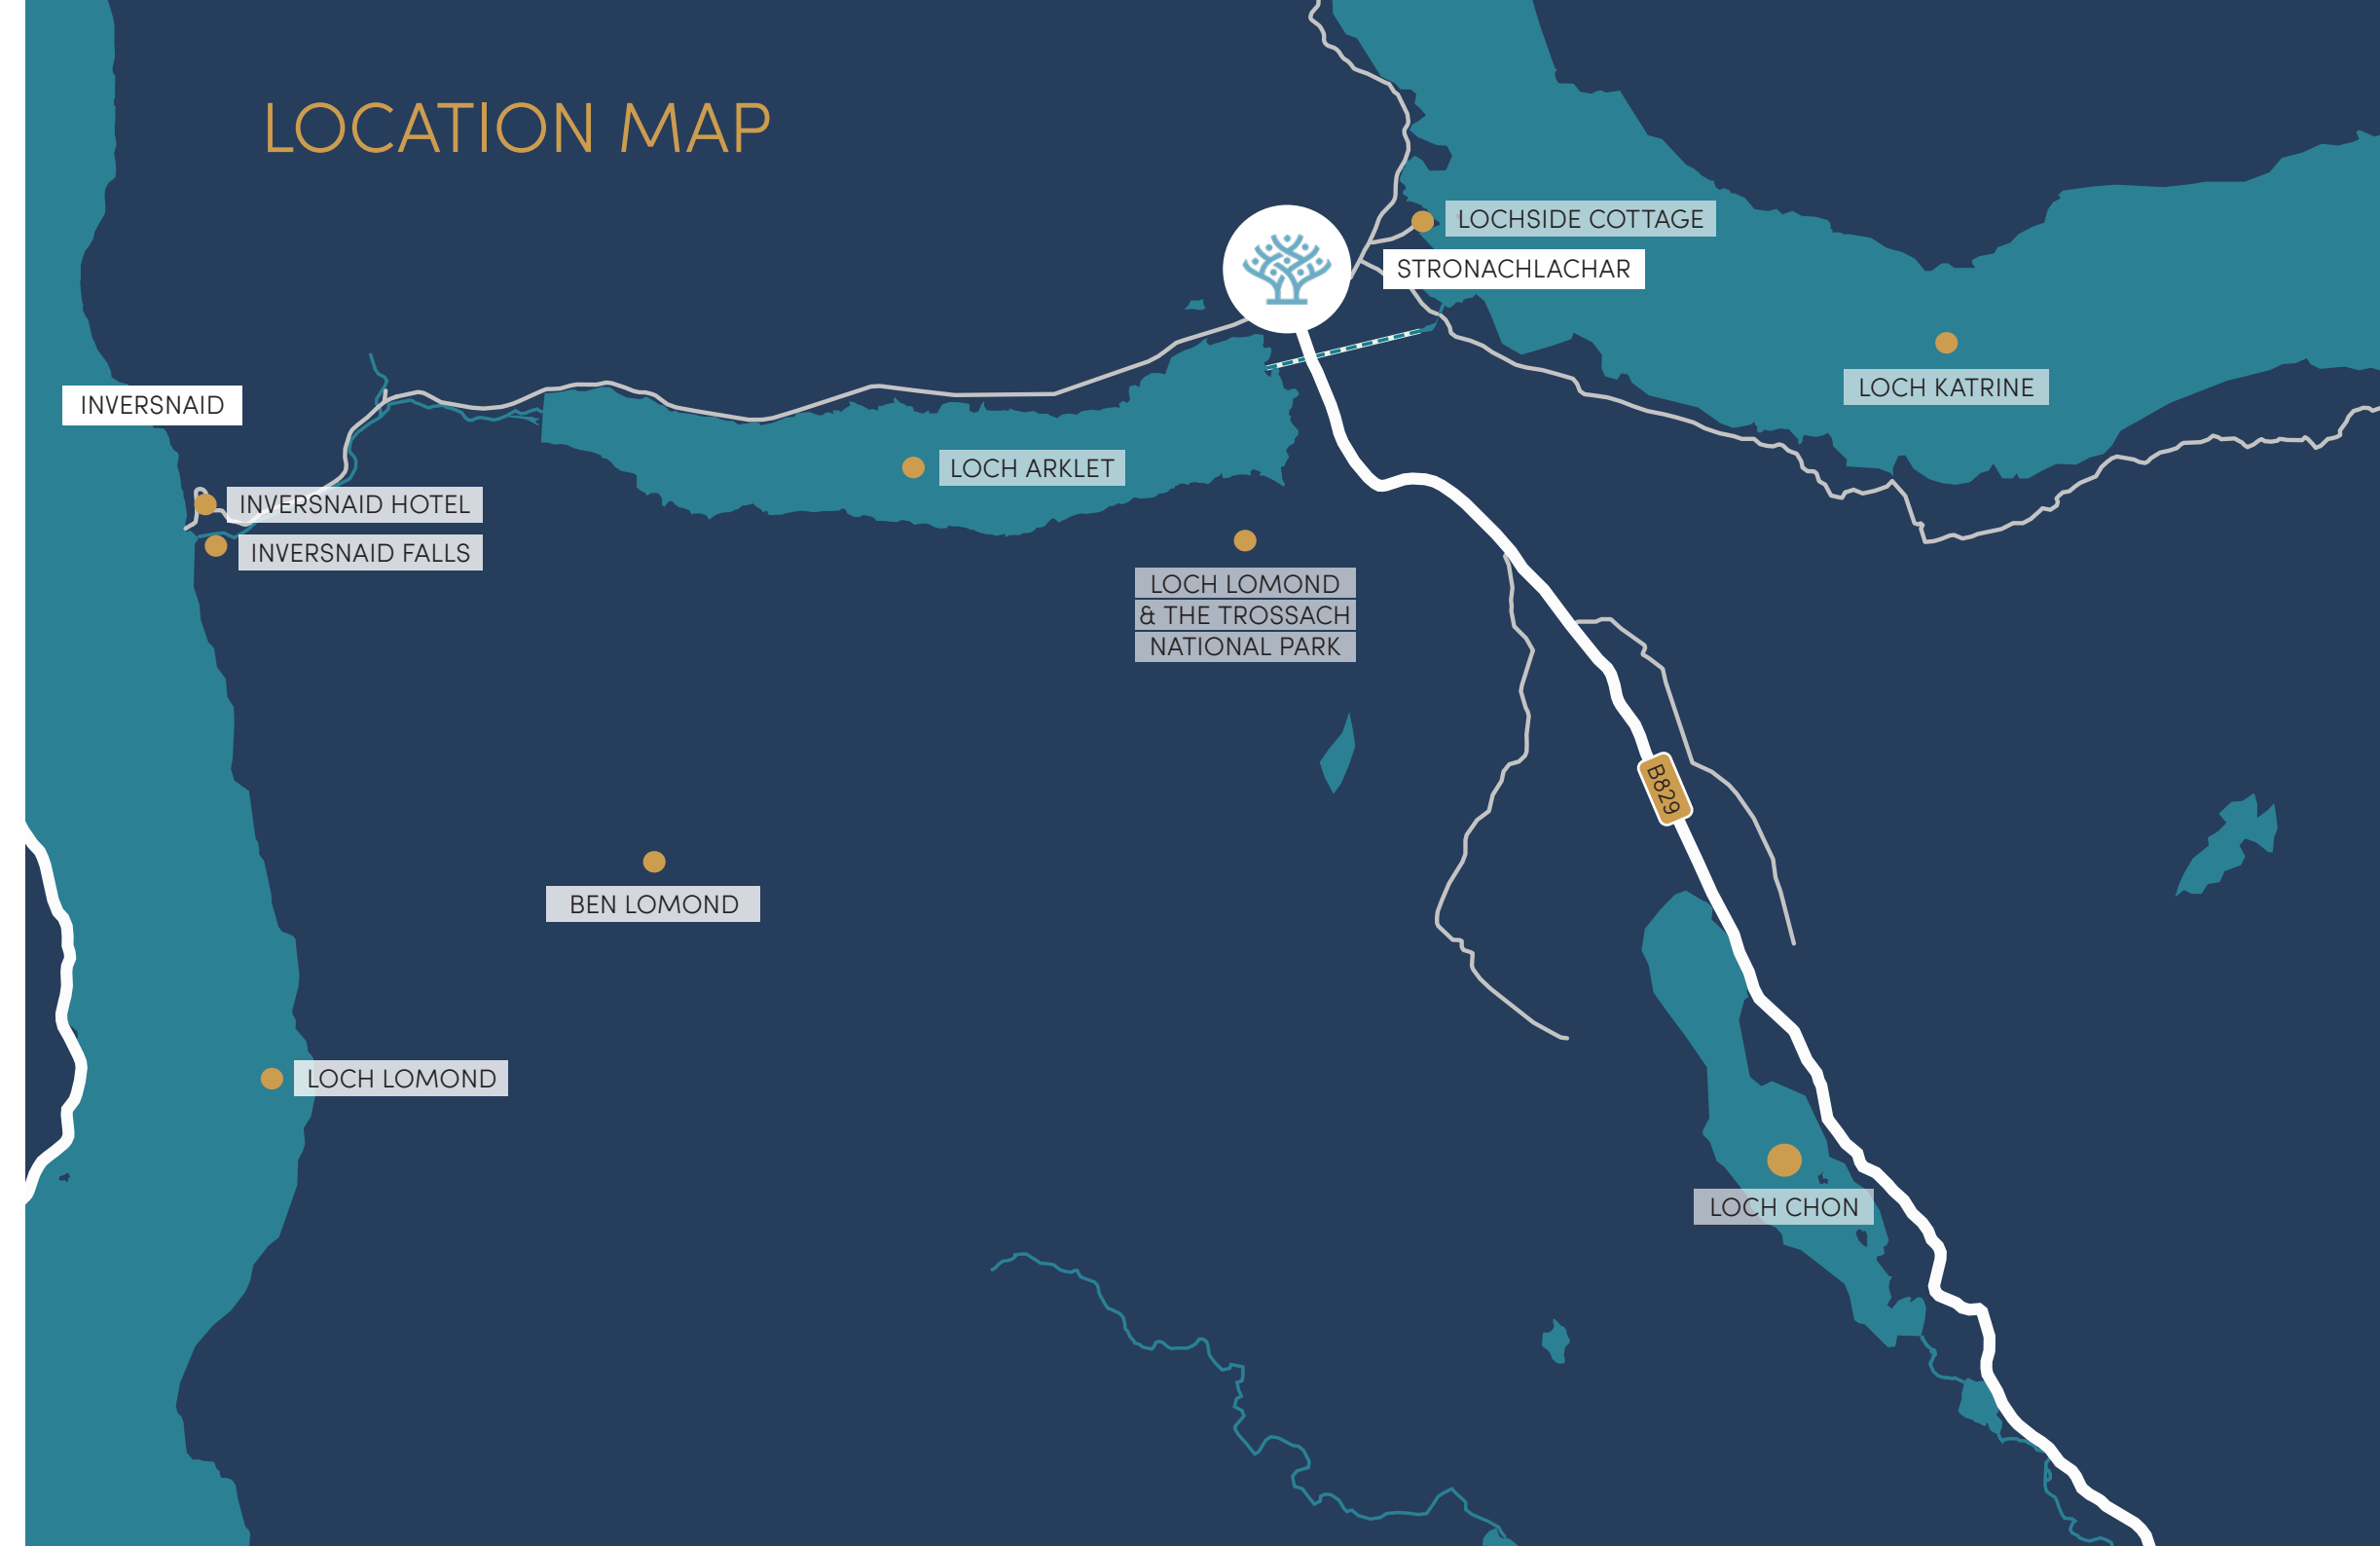 LOCATION MAP
LOCHSIDE COTTAGE
STRONACHLACHAR
LOCH KATRINE
INVERSNAID
LOCH ARKLET
INVERSNAID HOTEL
INVERSNAID FALLS
LOCH LOMOND
& THE TROSSACH
NATIONAL PARK
B829
BEN LOMOND
LOCH LOMOND
LOCH CHON